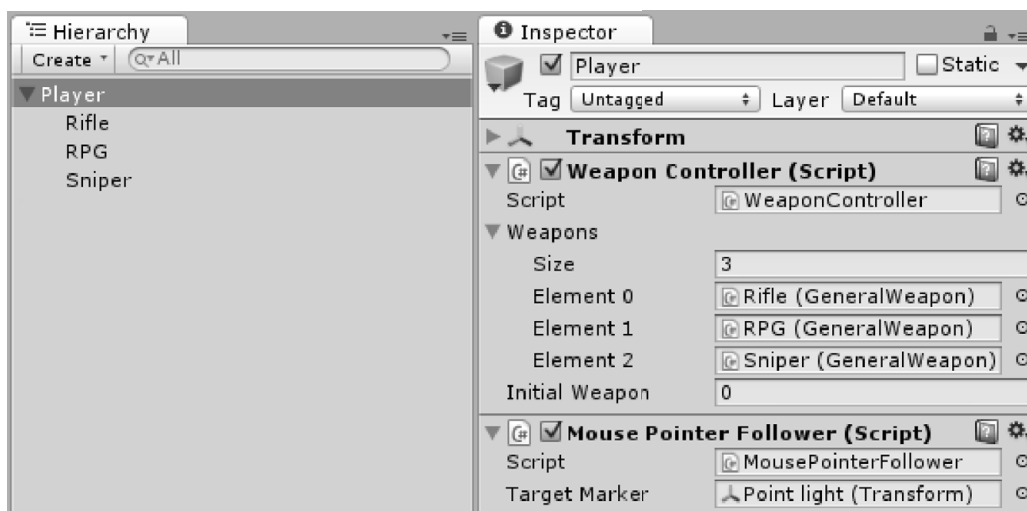 Hierarchy
Create All
Player
Rifle
RPG
Sniper
Inspector
Player Static
Tag Untagged Layer Default
Transform
Weapon Controller (Script)
Script WeaponController
Weapons
Size 3
Element 0 Rifle (GeneralWeapon)
Element 1 RPG (GeneralWeapon)
Element 2 Sniper (GeneralWeapon)
Initial Weapon 0
Mouse Pointer Follower (Script)
Script MousePointerFollower
Target Marker Point light (Transform)